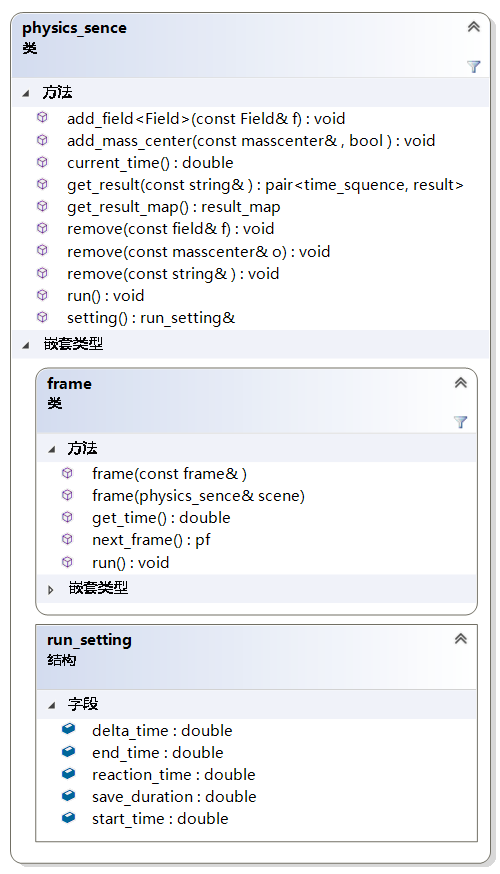 physics_sence
类
方法
add_field<Field>(const Field& f) : void
add_mass_center(const masscenter& , bool ) : void
current_time() : double
get_result(const string& ) : pair<time_squence, result>
get_result_map() : result_map
remove(const field& f) : void
remove(const masscenter& o) : void
remove(const string& ) : void
run() : void
setting() : run_setting&
嵌套类型
frame
类
方法
frame(const frame& )
frame(physics_sence& scene)
get_time() : double
next_frame() : pf
run() : void
嵌套类型
run_setting
结构
字段
delta_time : double
end_time : double
reaction_time : double
save_duration : double
start_time : double